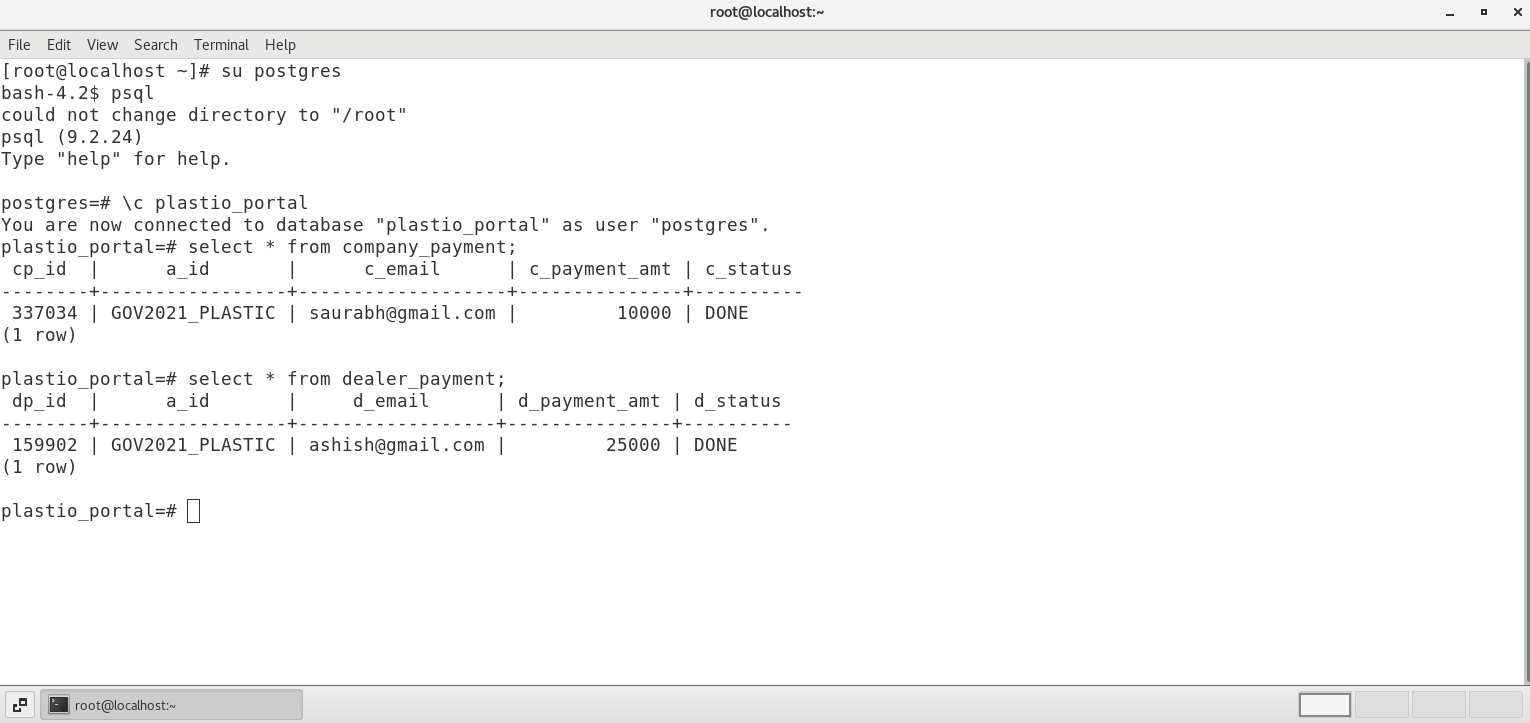 root@localhost:~
File Edit View Search Terminal Help
[root@localhost ~]# su postgres
bash-4.2$ psql
could not change directory to "/root"
psql (9.2.24)
Type "help" for help.
postgres=# \c plastio_portal
You are now connected to database "plastio_portal" as user "postgres".
plastio_portal=# select * from company_payment;
 cp_id  |      a_id       |      c_email      | c_payment_amt | c_status
--------+-----------------+-------------------+---------------+----------
 337034 | GOV2021_PLASTIC | saurabh@gmail.com |         10000 | DONE
(1 row)
plastio_portal=# select * from dealer_payment;
 dp_id  |      a_id       |     d_email      | d_payment_amt | d_status
--------+-----------------+------------------+---------------+----------
 159902 | GOV2021_PLASTIC | ashish@gmail.com |         25000 | DONE
(1 row)
plastio_portal=#
root@localhost:~